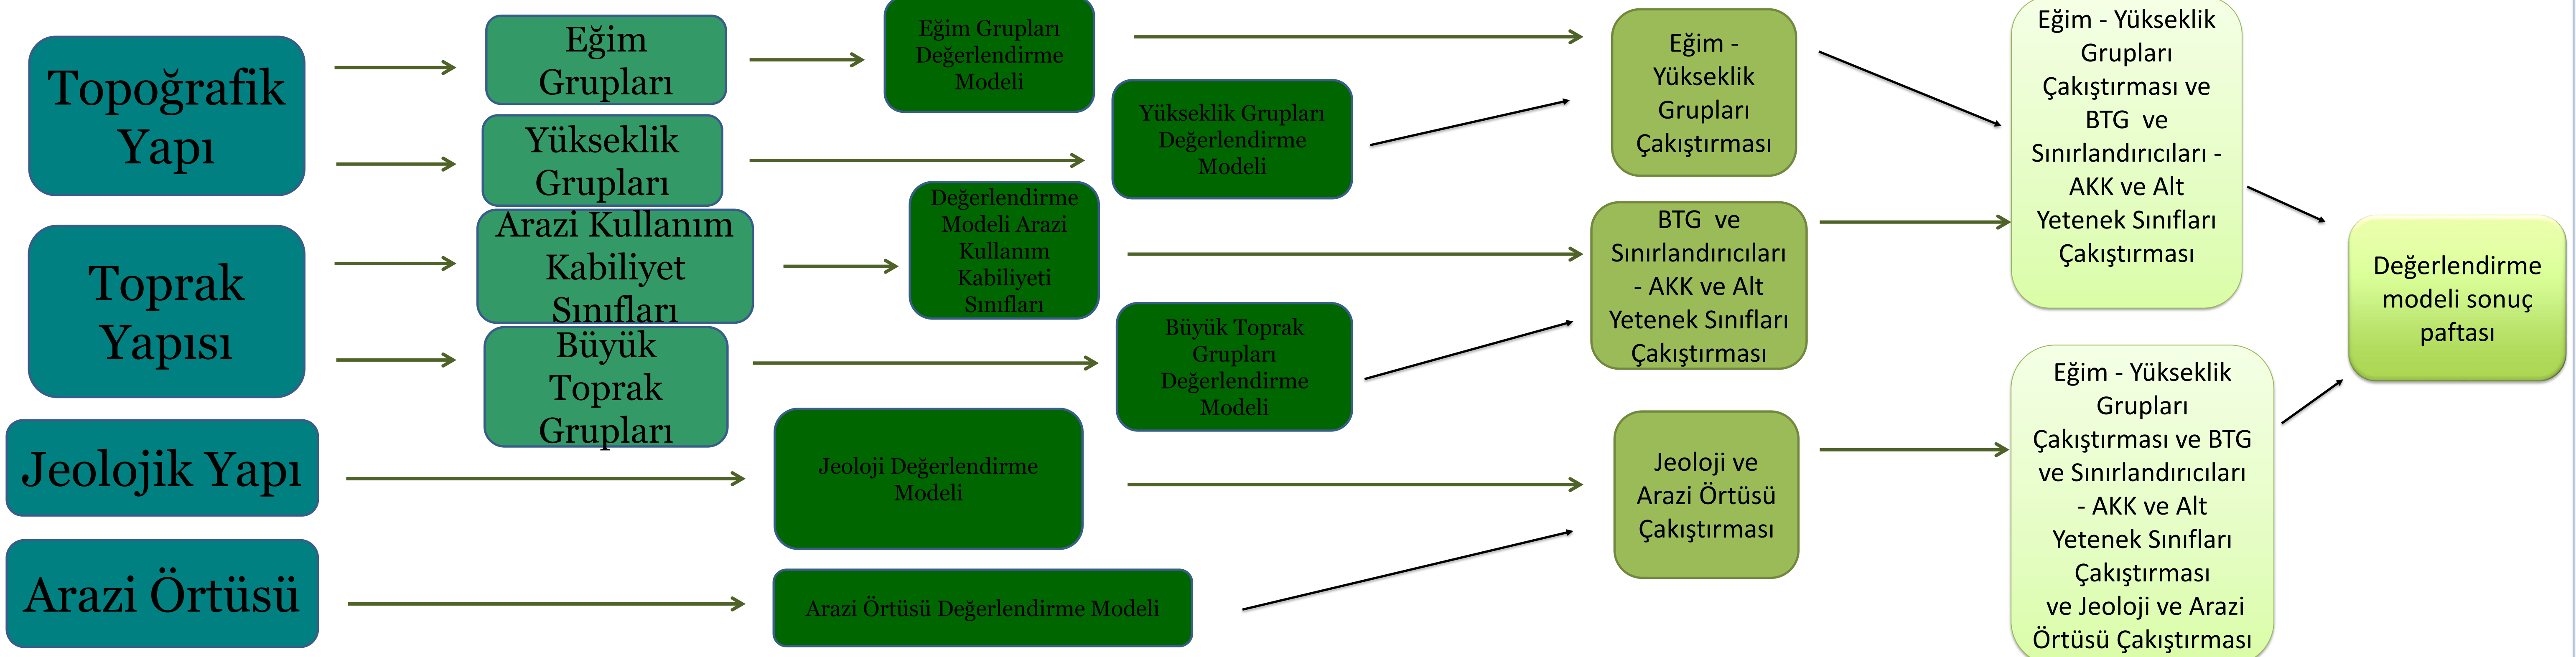 Topoğrafik
Yapı
Toprak
Yapısı
Jeolojik Yapı
Arazi Örtüsü
Eğim
Grupları
Yükseklik
Grupları
Arazi Kullanım
Kabiliyet
Sınıfları
Büyük
Toprak
Grupları
Eğim Grupları
Değerlendirme
Modeli
Yükseklik Grupları
Değerlendirme
Modeli
Değerlendirme
Modeli Arazi
Kullanım
Kabiliyeti
Sınıfları
Büyük Toprak
Grupları
Değerlendirme
Modeli
Jeoloji Değerlendirme
Modeli
Arazi Örtüsü Değerlendirme Modeli
Eğim -
Yükseklik
Grupları
Çakıştırması
BTG ve
Sınırlandırıcıları
- AKK ve Alt
Yetenek Sınıfları
Çakıştırması
Jeoloji ve
Arazi Örtüsü
Çakıştırması
Eğim - Yükseklik
Grupları
Çakıştırması ve
BTG ve
Sınırlandırıcıları -
AKK ve Alt
Yetenek Sınıfları
Çakıştırması
Eğim - Yükseklik
Grupları
Çakıştırması ve BTG
ve Sınırlandırıcıları
- AKK ve Alt
Yetenek Sınıfları
Çakıştırması
ve Jeoloji ve Arazi
Örtüsü Çakıştırması
Değerlendirme
modeli sonuç
paftası